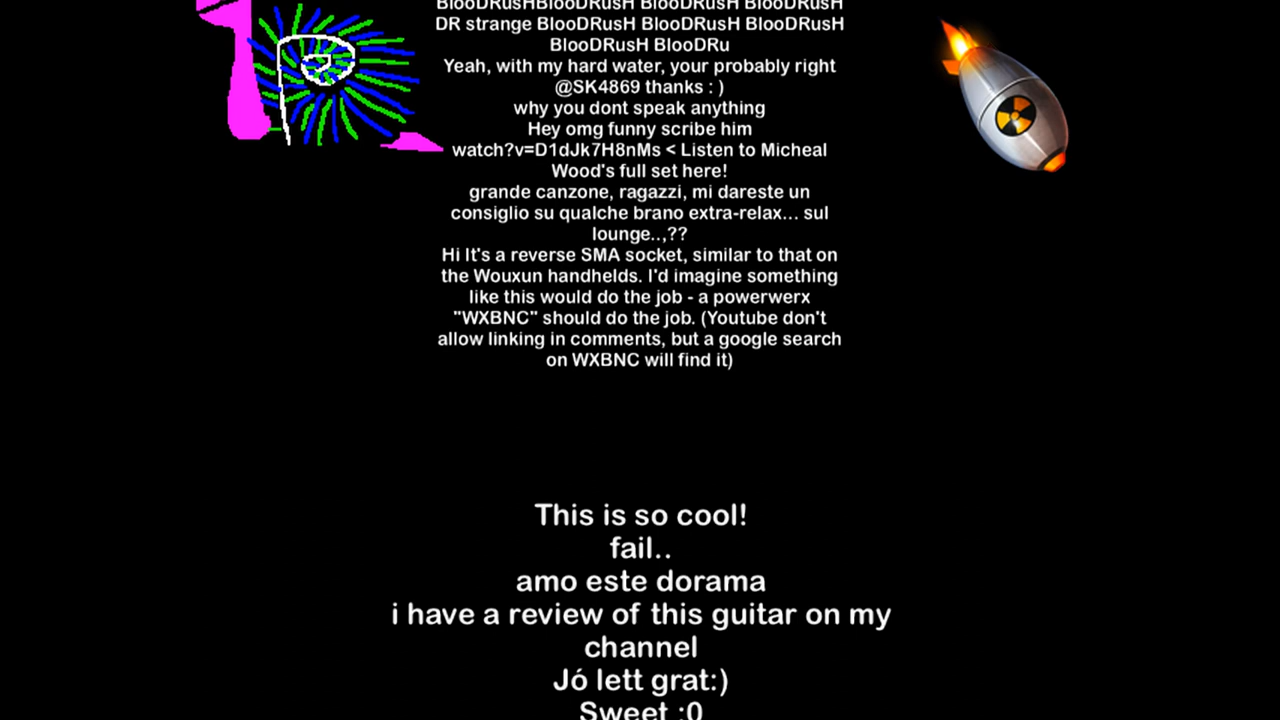 BlooDRusHBlooDRusH BlooDRusH BlooDRusH
DR strange BlooDRusH BlooDRusH BlooDRusH
BlooDRusH BlooDRu
Yeah, with my hard water, your probably right
@SK4869 thanks : )
why you dont speak anything
Hey omg funny scribe him
watch?v=D1dJk7H8nMs < Listen to Micheal
Wood's full set here!
grande canzone, ragazzi, mi dareste un
consiglio su qualche brano extra-relax... sul
lounge..,??
Hi It's a reverse SMA socket, similar to that on
the Wouxun handhelds. I'd imagine something
like this would do the job - a powerwerx
"WXBNC" should do the job. (Youtube don't
allow linking in comments, but a google search
on WXBNC will find it)
This is so cool!
fail..
amo este dorama
i have a review of this guitar on my
channel
Jó lett grat:)
Sweet :0